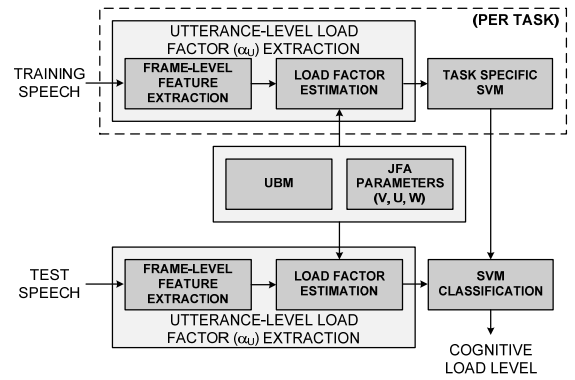 (PER TASK)
UTTERANCE-LEVEL LOAD
FACTOR (αU) EXTRACTION
TRAINING
SPEECH
FRAME-LEVEL
FEATURE
EXTRACTION
LOAD FACTOR
ESTIMATION
TASK SPECIFIC
SVM
UBM
JFA
PARAMETERS
(V, U, W)
TEST
SPEECH
FRAME-LEVEL
FEATURE
EXTRACTION
LOAD FACTOR
ESTIMATION
SVM
CLASSIFICATION
UTTERANCE-LEVEL LOAD
FACTOR (αU) EXTRACTION
COGNITIVE
LOAD LEVEL